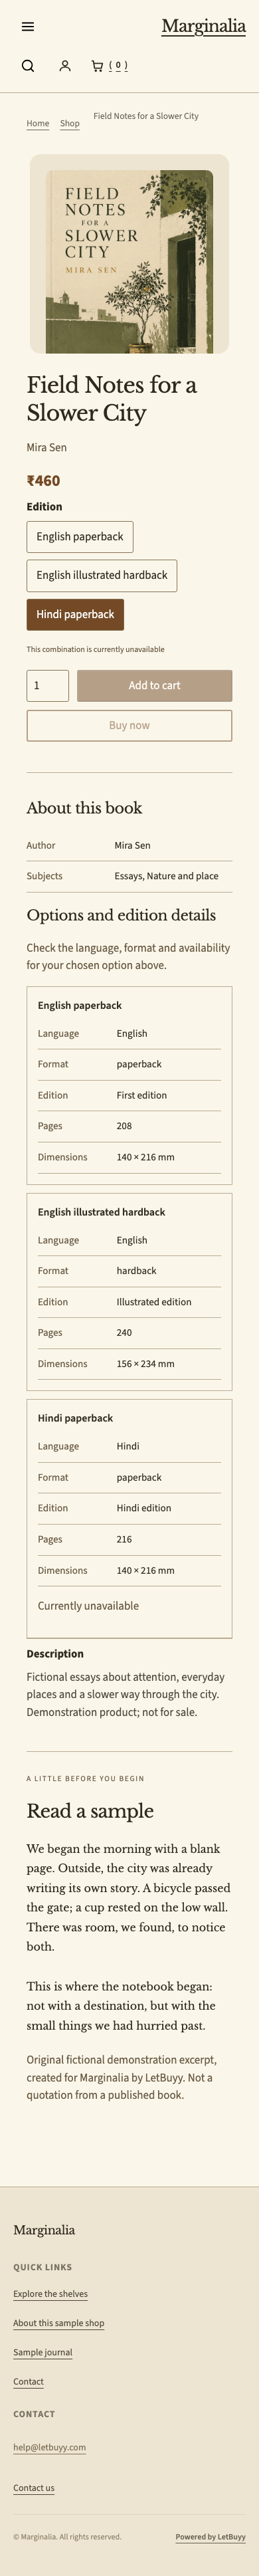 Marginalia
( 0 )
Home
Shop
Field Notes for a Slower City
FIELD
NOTES
FOR A
SLOWER
CITY
MIRA SEN
Field Notes for a
Slower City
Mira Sen
₹460
Edition
English paperback
English illustrated hardback
Hindi paperback
This combination is currently unavailable
1
Add to cart
Buy now
About this book
Author Mira Sen
Subjects Essays, Nature and place
Options and edition details
Check the language, format and availability
for your chosen option above.
English paperback
Language English
Format paperback
Edition First edition
Pages 208
Dimensions 140 × 216 mm
English illustrated hardback
Language English
Format hardback
Edition Illustrated edition
Pages 240
Dimensions 156 × 234 mm
Hindi paperback
Language Hindi
Format paperback
Edition Hindi edition
Pages 216
Dimensions 140 × 216 mm
Currently unavailable
Description
Fictional essays about attention, everyday
places and a slower way through the city.
Demonstration product; not for sale.
A LITTLE BEFORE YOU BEGIN
Read a sample
We began the morning with a blank
page. Outside, the city was already
writing its own story. A bicycle passed
the gate; a cup rested on the low wall.
There was room, we found, to notice
both.
This is where the notebook began:
not with a destination, but with the
small things we had hurried past.
Original fictional demonstration excerpt,
created for Marginalia by LetBuyy. Not a
quotation from a published book.
Marginalia
QUICK LINKS
Explore the shelves
About this sample shop
Sample journal
Contact
CONTACT
help@letbuyy.com
Contact us
© Marginalia. All rights reserved.
Powered by LetBuyy